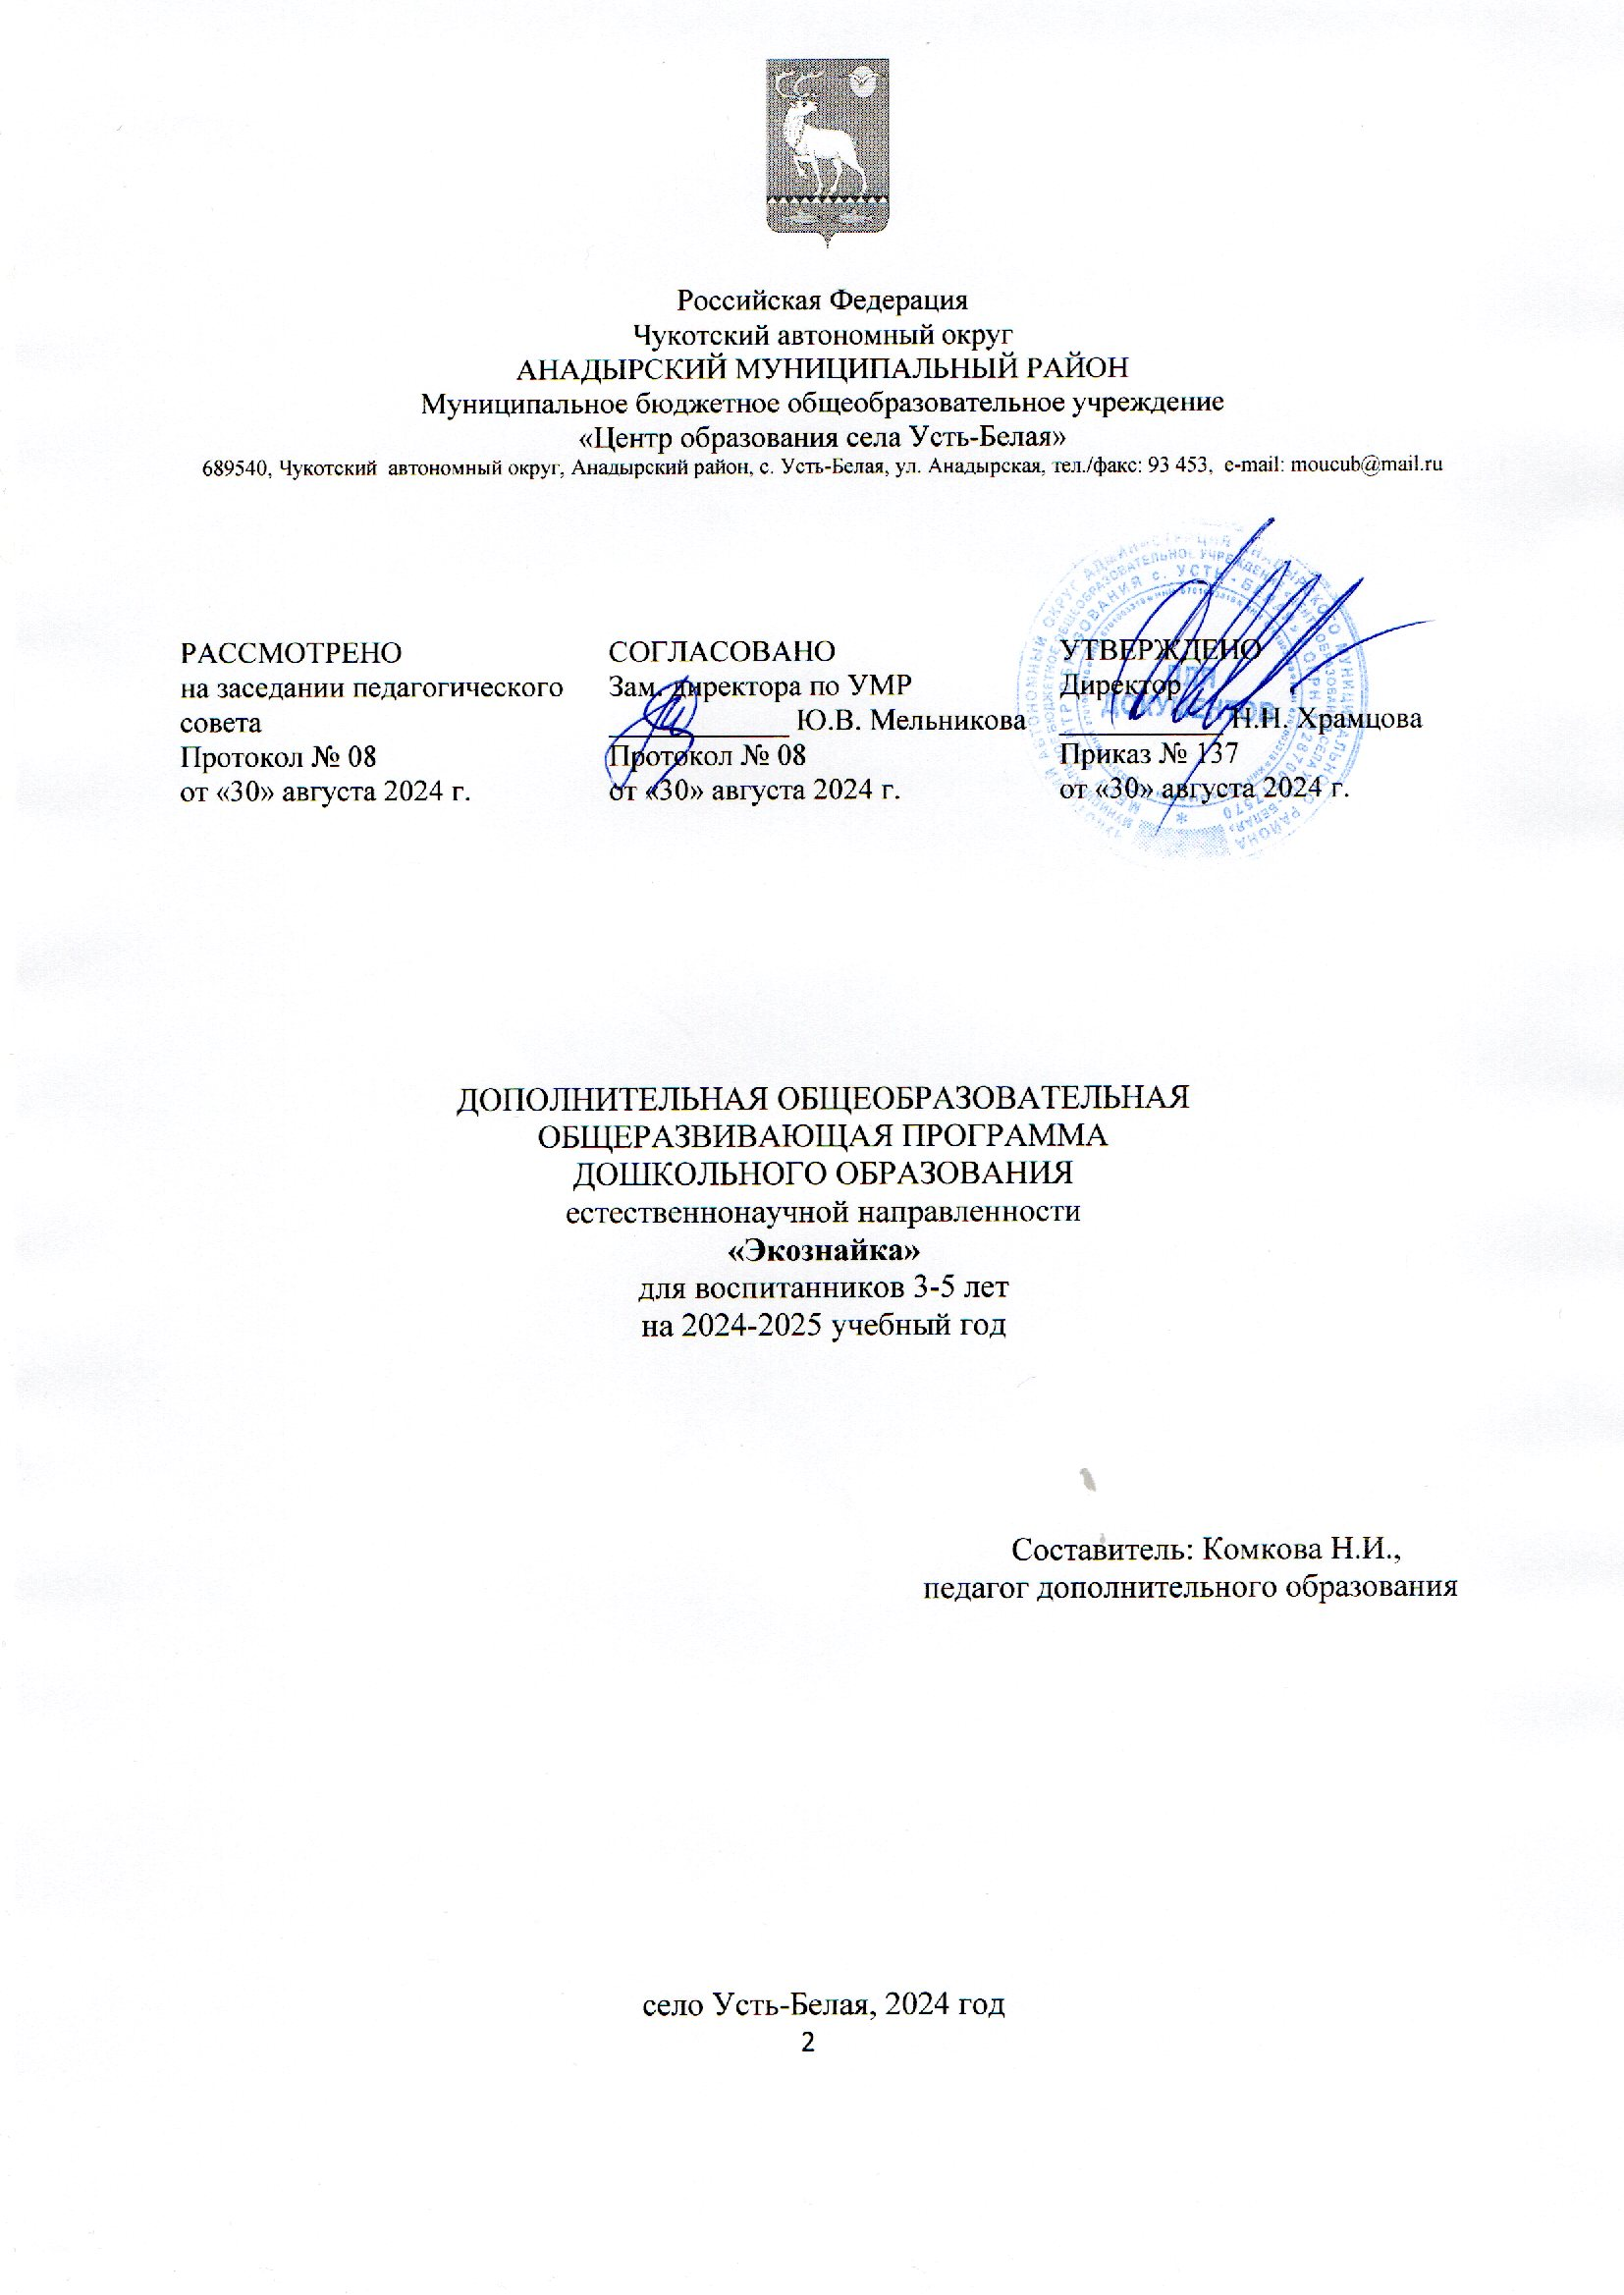 Российская Федерация
Чукотский автономный округ
АНАДЫРСКИЙ МУНИЦИПАЛЬНЫЙ РАЙОН
Муниципальное бюджетное общеобразовательное учреждение
«Центр образования села Усть-Белая»
689540, Чукотский автономный округ, Анадырский район, с. Усть-Белая, ул. Анадырская, тел./факс: 93 453, e-mail: moucub@mail.ru
РАССМОТРЕНО
на заседании педагогического
совета
Протокол № 08
от «30» августа 2024 г.
СОГЛАСОВАНО
Зам. директора по УМР
____________ Ю.В. Мельникова
Протокол № 08
от «30» августа 2024 г.
УТВЕРЖДЕНО
Директор
___________ Н.Н. Храмцова
Приказ № 137
от «30» августа 2024 г.
ДЛЯ
ДОКУМЕНТОВ
ДОПОЛНИТЕЛЬНАЯ ОБЩЕОБРАЗОВАТЕЛЬНАЯ
ОБЩЕРАЗВИВАЮЩАЯ ПРОГРАММА
ДОШКОЛЬНОГО ОБРАЗОВАНИЯ
естественнонаучной направленности
«Экознайка»
для воспитанников 3-5 лет
на 2024-2025 учебный год
Составитель: Комкова Н.И.,
педагог дополнительного образования
село Усть-Белая, 2024 год
2